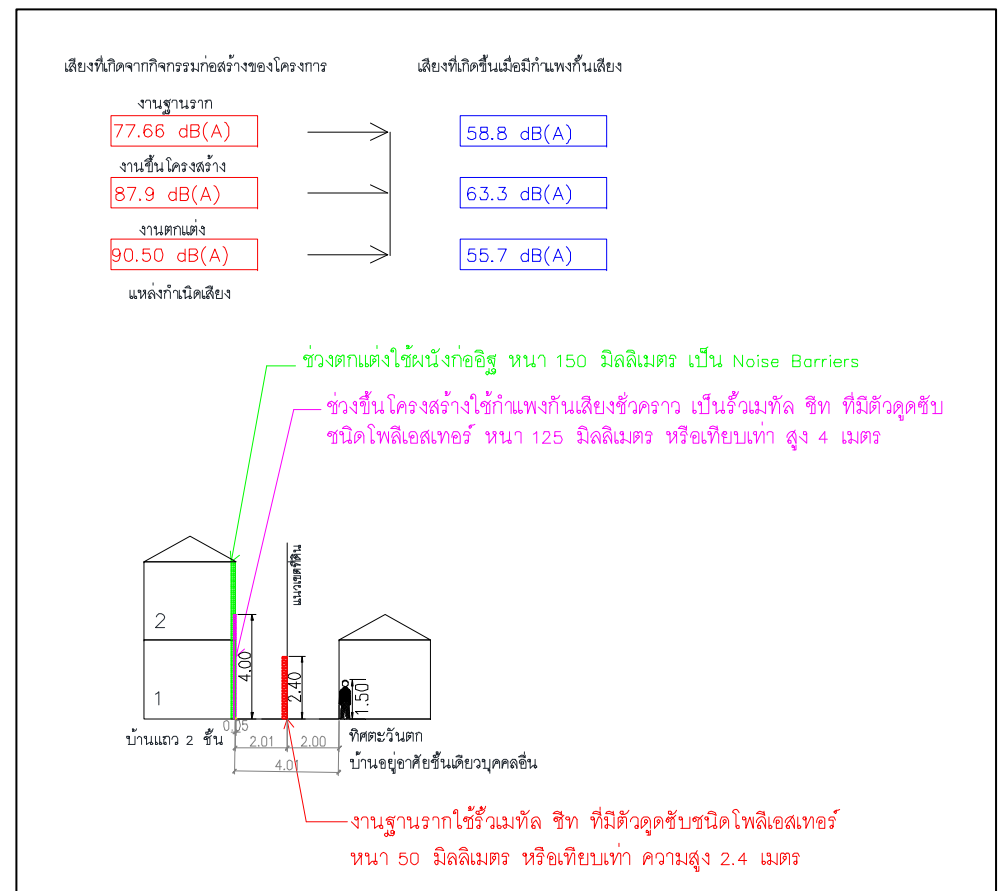 เสียงที่เกิดจากกิจกรรมก่อสร้างของโครงการ
เสียงที่เกิดขึ้นเมื่อมีกำแพงกั้นเสียง
งานฐานราก
77.66 dB(A)
58.8 dB(A)
งานขึ้นโครงสร้าง
87.9 dB(A)
63.3 dB(A)
งานตกแต่ง
90.50 dB(A)
55.7 dB(A)
แหล่งกำเนิดเสียง
ช่วงตกแต่งใช้ผนังก่ออิฐ หนา 150 มิลลิเมตร เป็น Noise Barriers
ช่วงขึ้นโครงสร้างใช้กำแพงกันเสียงชั่วคราว เป็นรั้วเมทัล ชีท ที่มีตัวดูดซับ
ชนิดโพลีเอสเทอร์ หนา 125 มิลลิเมตร หรือเทียบเท่า สูง 4 เมตร
แนวเขตที่ดิน
2
1
4.00
2.40
1.50
0.05
2.01
2.00
4.01
บ้านแถว 2 ชั้น
ทิศตะวันตก
บ้านอยู่อาศัยชั้นเดียวบุคคลอื่น
งานฐานรากใช้รั้วเมทัล ชีท ที่มีตัวดูดซับชนิดโพลีเอสเทอร์
หนา 50 มิลลิเมตร หรือเทียบเท่า ความสูง 2.4 เมตร